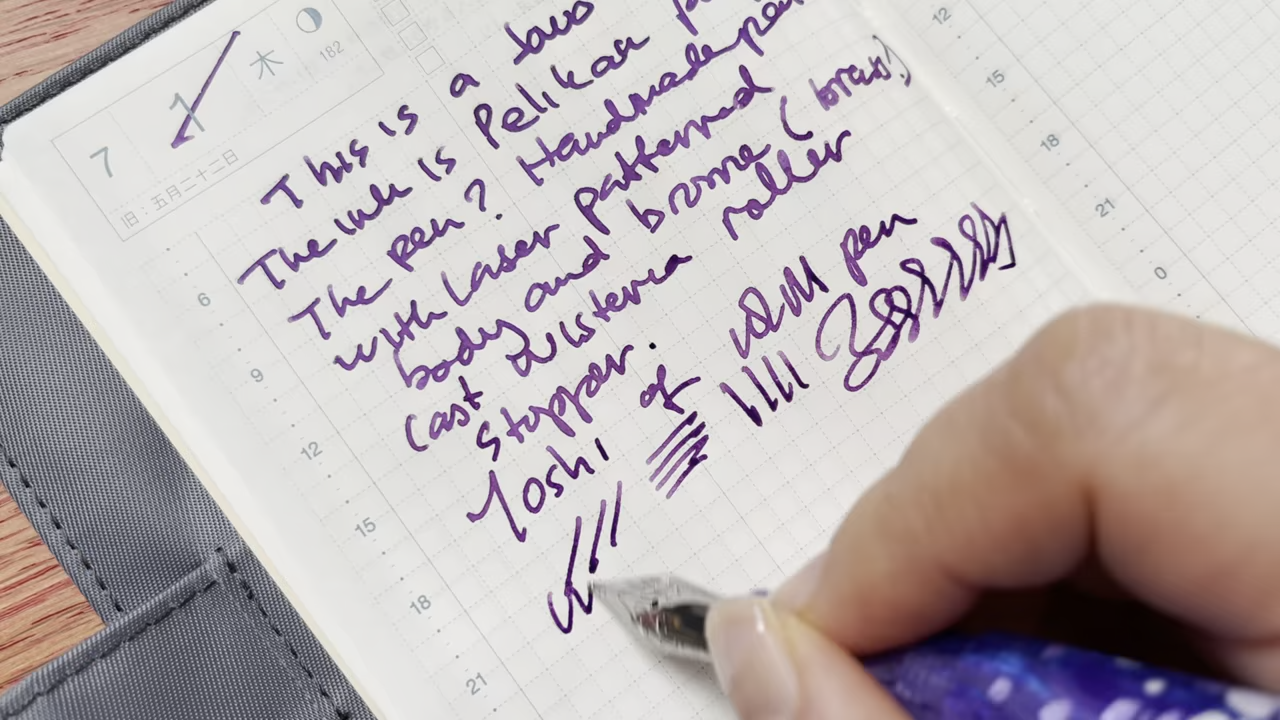 7 1 木 182
旧:五月二十二日
This is a
The ink is Pelikan
The pen? Handmade pen
with laser patterned
body and bronze (brass?)
cast wisteria roller
stopper.
Yoshi of pen
6
9
12
15
18
21
12
15
18
21
0